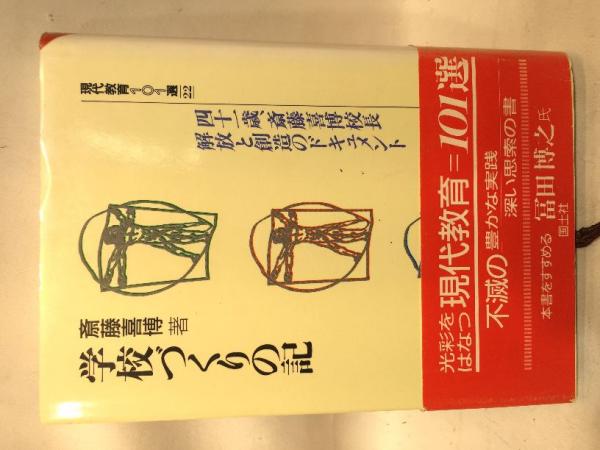 現代教育101選 22
四十一歳斎藤喜博校長
解放と創造のドキュメント
斎藤喜博 著
学校づくりの記
光彩を
はなつ
現代教育=101選
不滅の豊かな実践
深い思索の書
本書をすすめる 冨田博之氏
国土社